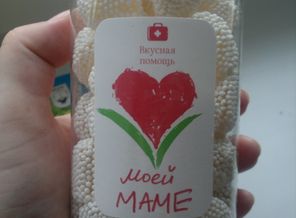 Вкусная
помощь
моей
МАМЕ